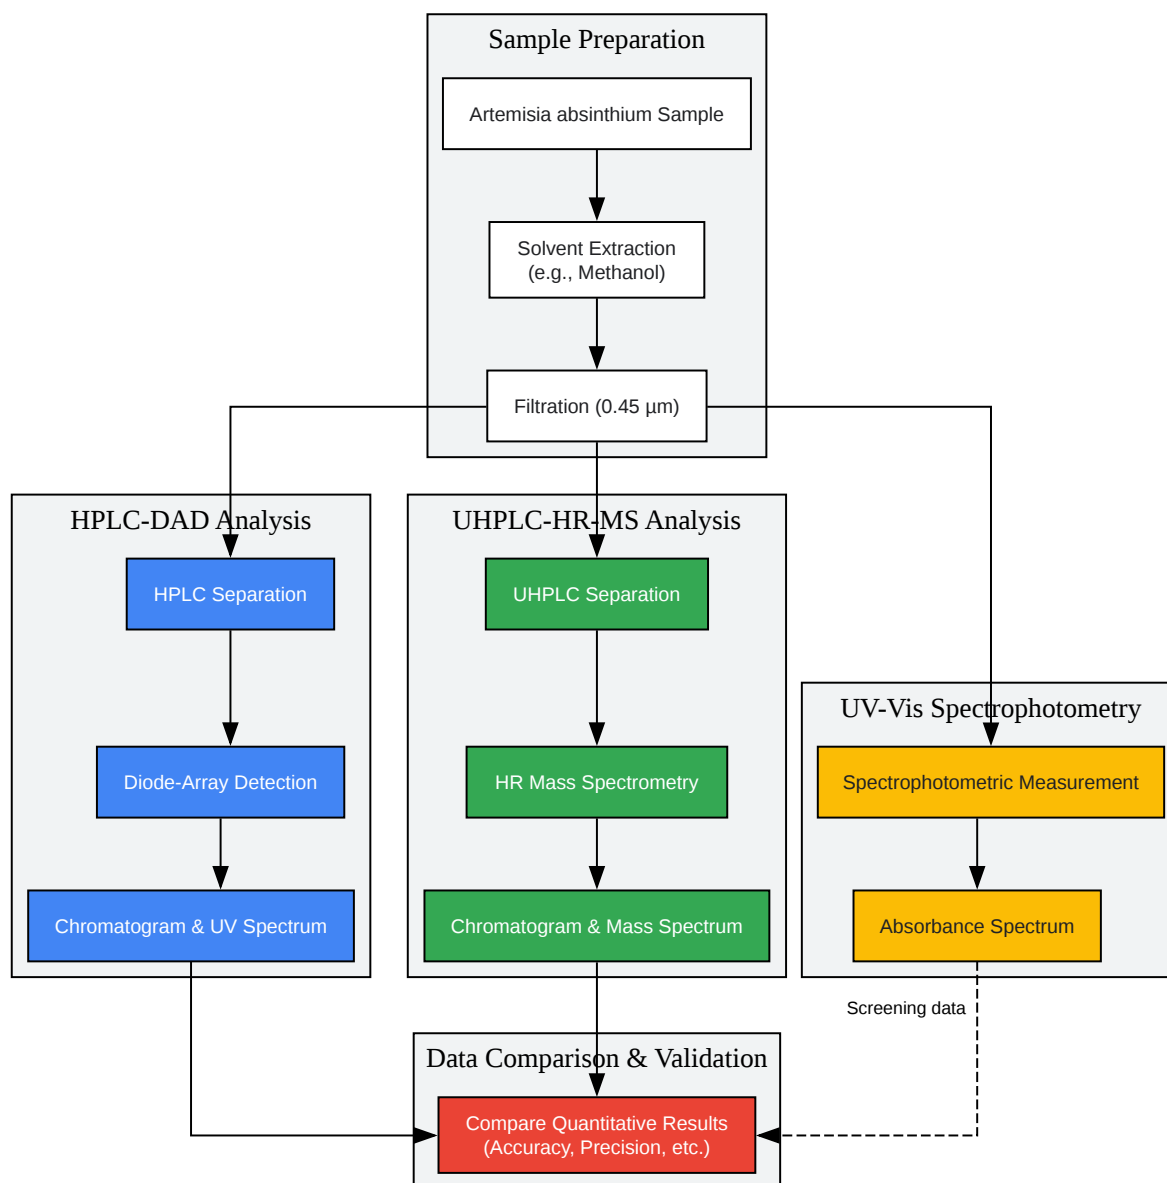 Sample Preparation
Artemisia absinthium Sample
Solvent Extraction
(e.g., Methanol)
Filtration (0.45 µm)
HPLC-DAD Analysis
HPLC Separation
Diode-Array Detection
Chromatogram & UV Spectrum
UHPLC-HR-MS Analysis
UHPLC Separation
HR Mass Spectrometry
Chromatogram & Mass Spectrum
UV-Vis Spectrophotometry
Spectrophotometric Measurement
Absorbance Spectrum
Screening data
Data Comparison & Validation
Compare Quantitative Results
(Accuracy, Precision, etc.)